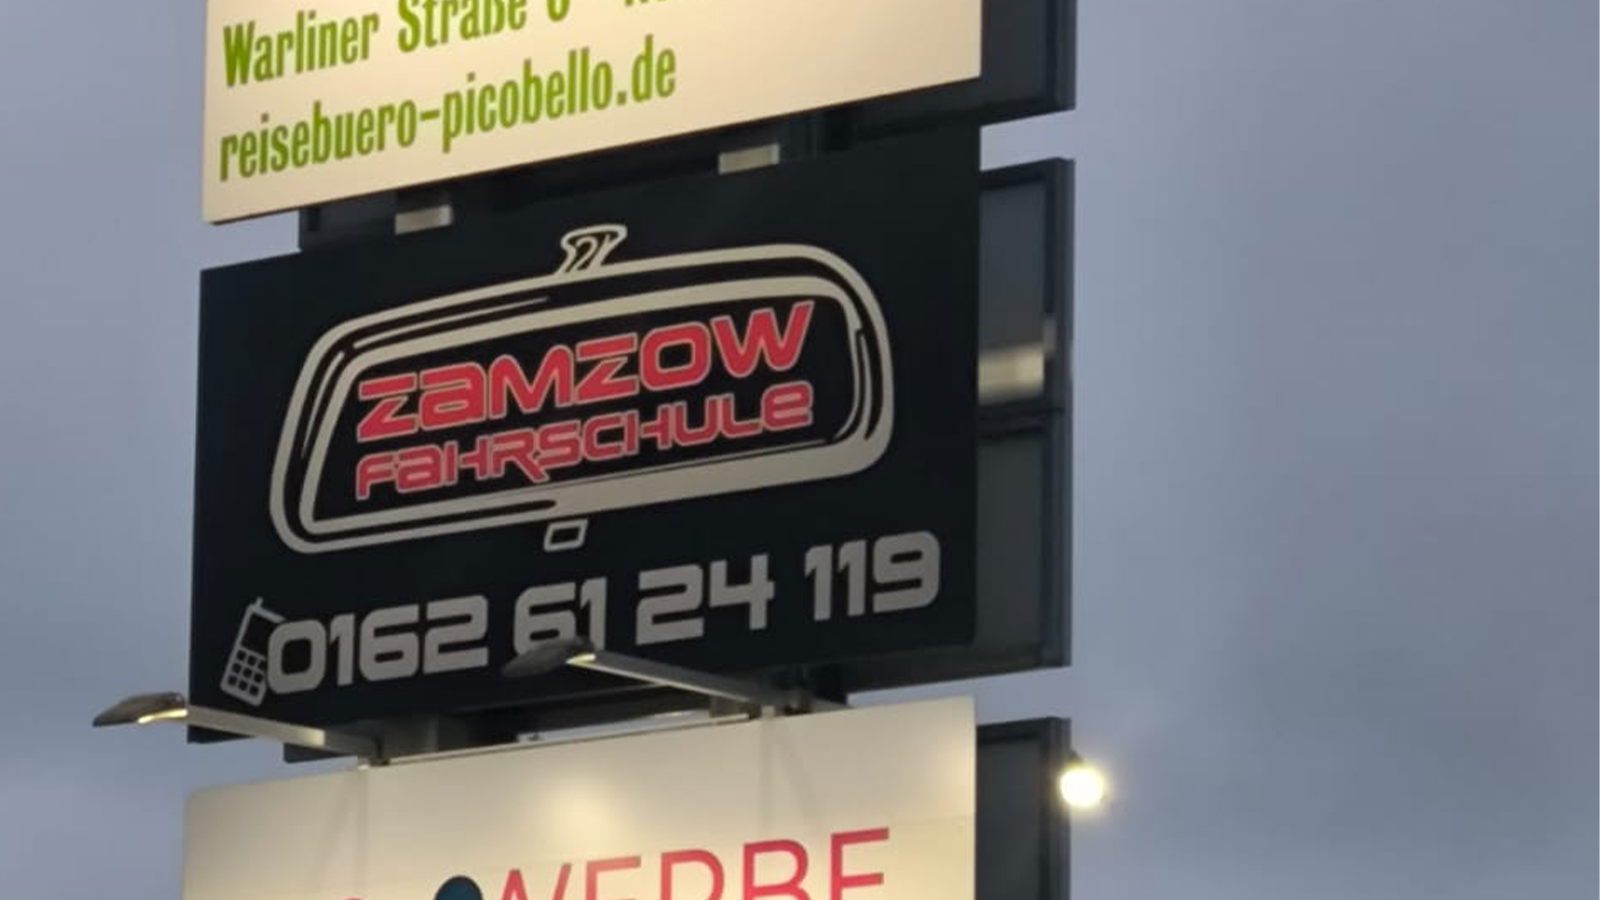 Warliner Straße
reisebuero-picobello.de
ZAMZOW
FAHRSCHULE
0162 61 24 119